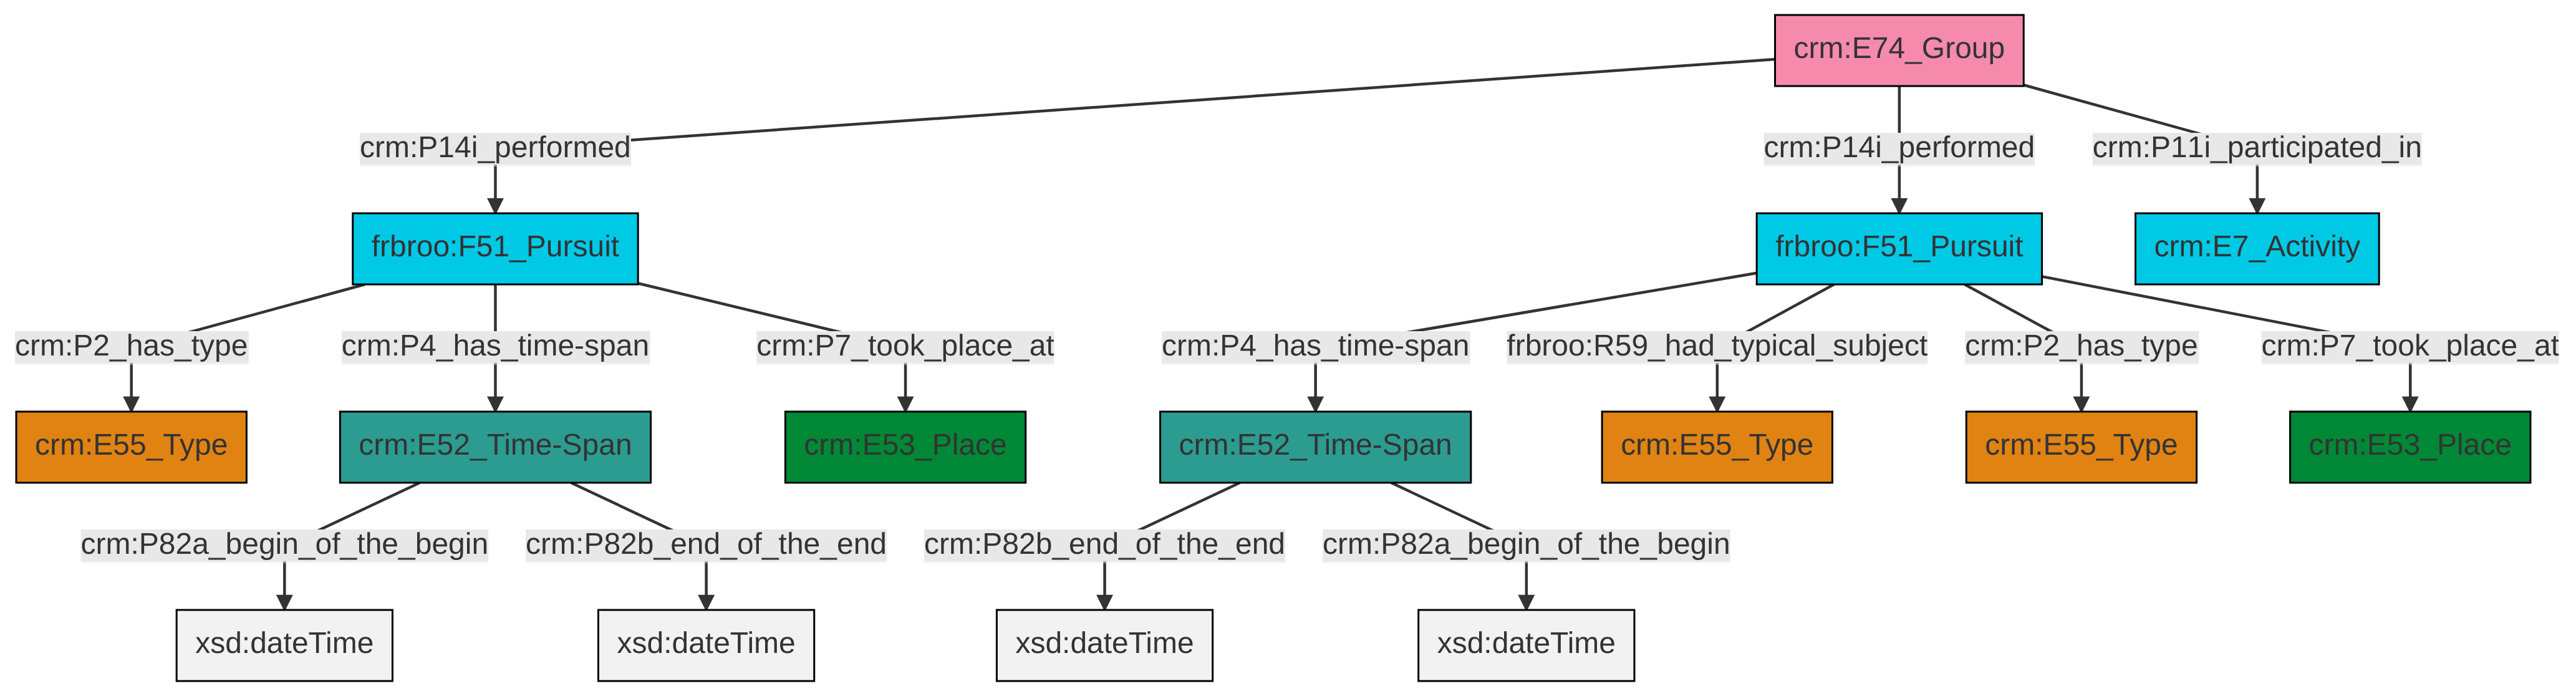 crm:E74_Group
crm:P14i_performed
crm:P14i_performed
crm:P11i_participated_in
frbroo:F51_Pursuit
frbroo:F51_Pursuit
crm:E7_Activity
crm:P2_has_type
crm:P4_has_time-span
crm:P7_took_place_at
crm:P4_has_time-span
frbroo:R59_had_typical_subject
crm:P2_has_type
crm:P7_took_place_at
crm:E55_Type
crm:E52_Time-Span
crm:E53_Place
crm:E52_Time-Span
crm:E55_Type
crm:E55_Type
crm:E53_Place
crm:P82a_begin_of_the_begin
crm:P82b_end_of_the_end
crm:P82b_end_of_the_end
crm:P82a_begin_of_the_begin
xsd:dateTime
xsd:dateTime
xsd:dateTime
xsd:dateTime